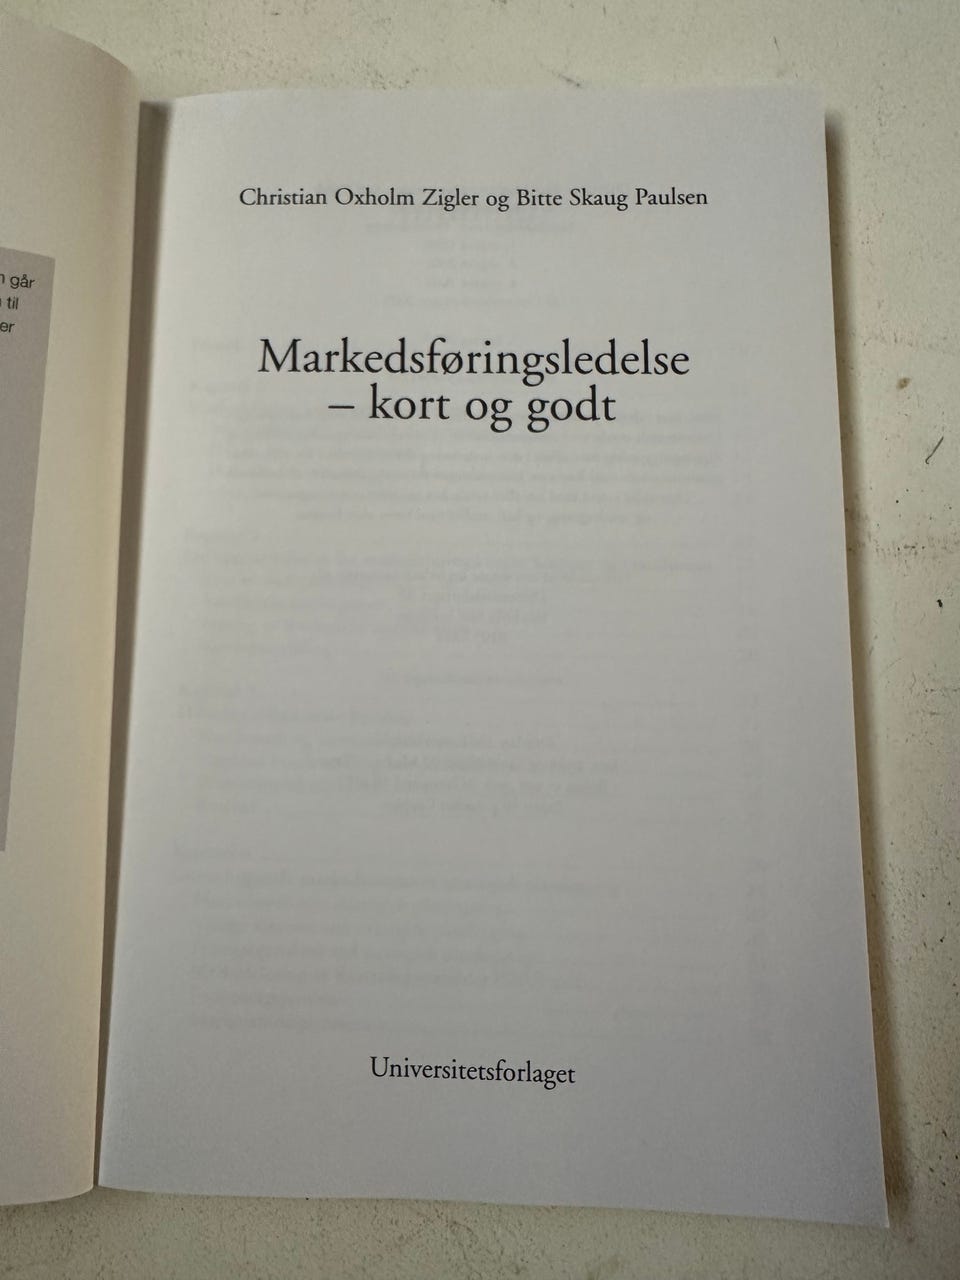 går
til
er
Christian Oxholm Zigler og Bitte Skaug Paulsen
Markedsføringsledelse
– kort og godt
Universitetsforlaget